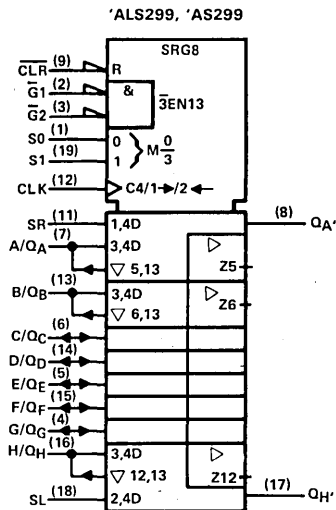 'ALS299, 'AS299
SRG8
CLR (9) R
G1 (2) &
G2 (3) 3EN13
S0 (1) 0 M 0
S1 (19) 1 3
CLK (12) C4/1→/2←
SR (11) 1,4D (8) QA'
A/QA (7) 3,4D ▷
▽ 5,13 Z5
B/QB (13) 3,4D ▷
▽ 6,13 Z6
C/QC (6)
D/QD (14)
E/QE (5)
F/QF (15)
G/QG (4)
H/QH (16) 3,4D ▷
▽ 12,13 Z12
SL (18) 2,4D (17) QH'